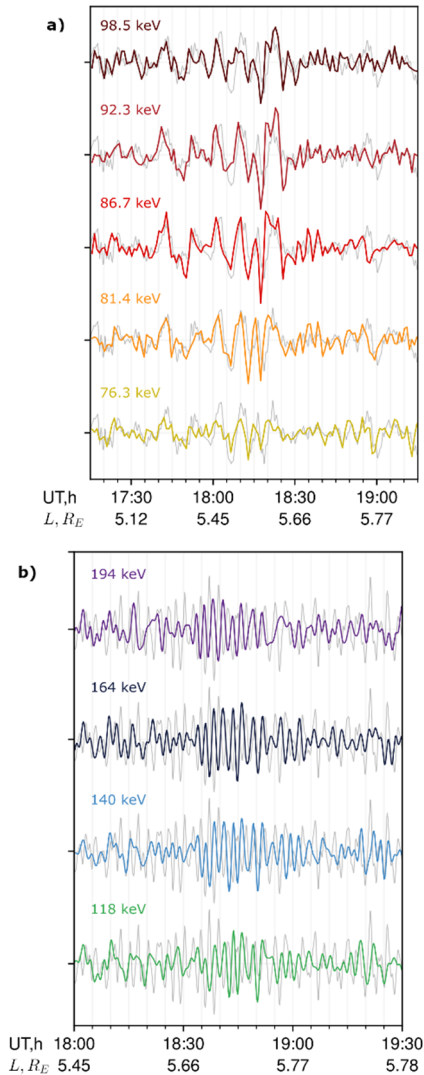 a)
98.5 keV
92.3 keV
86.7 keV
81.4 keV
76.3 keV
UT,h 17:30 18:00 18:30 19:00
L, R_E 5.12 5.45 5.66 5.77
b)
194 keV
164 keV
140 keV
118 keV
UT,h 18:00 18:30 19:00 19:30
L, R_E 5.45 5.66 5.77 5.78